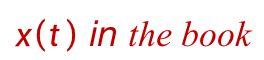 x(t) in the book